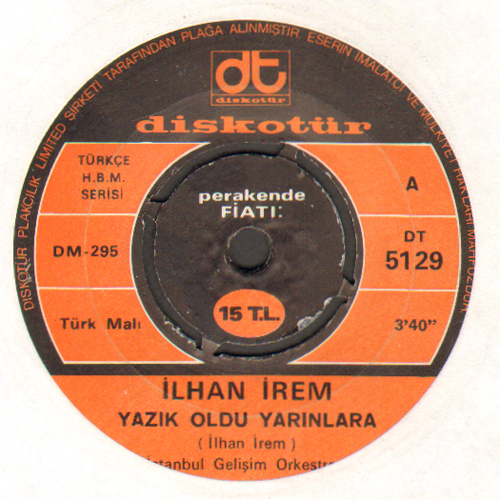 DİSKOTÜR PLAKÇILIK LİMİTED ŞİRKETİ TARAFINDAN PLAĞA ALINMIŞTIR ESERİN İMALATCI VE MÜLKİYET HAKLARI MAHFUZDUR
dt
diskotür
diskotür
TÜRKÇE
H.B.M.
SERİSİ
perakende
FİATI:
A
DM-295
DT
5129
Türk Malı
15 T.L.
3'40"
İLHAN İREM
YAZIK OLDU YARINLARA
( İlhan İrem )
İstanbul Gelişim Orkestra